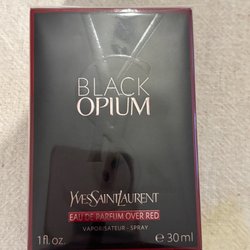 BLACK
OPIUM
YVESSAINTLAURENT
EAU DE PARFUM OVER RED
VAPORISATEUR - SPRAY
1 fl. oz. e 30 ml